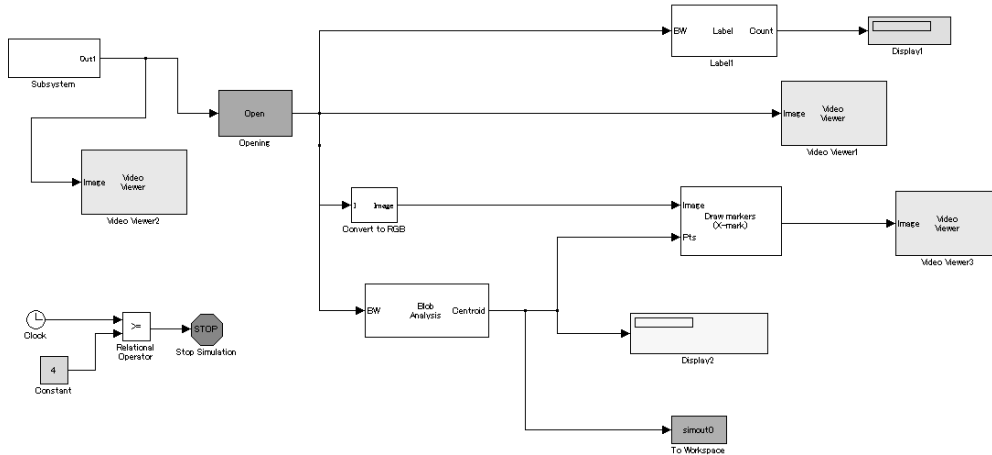 Out1
Subsystem
Image
Video
Viewer
Video Viewer2
Open
Opening
BW
Label
Count
Label1
Display1
Image
Video
Viewer
Video Viewer1
I
Image
Convert to RGB
Image
Pts
Draw markers
(X-mark)
Image
Video
Viewer
Video Viewer3
BW
Blob
Analysis
Centroid
Display2
simout0
To Workspace
Clock
>=
Relational
Operator
STOP
Stop Simulation
4
Constant